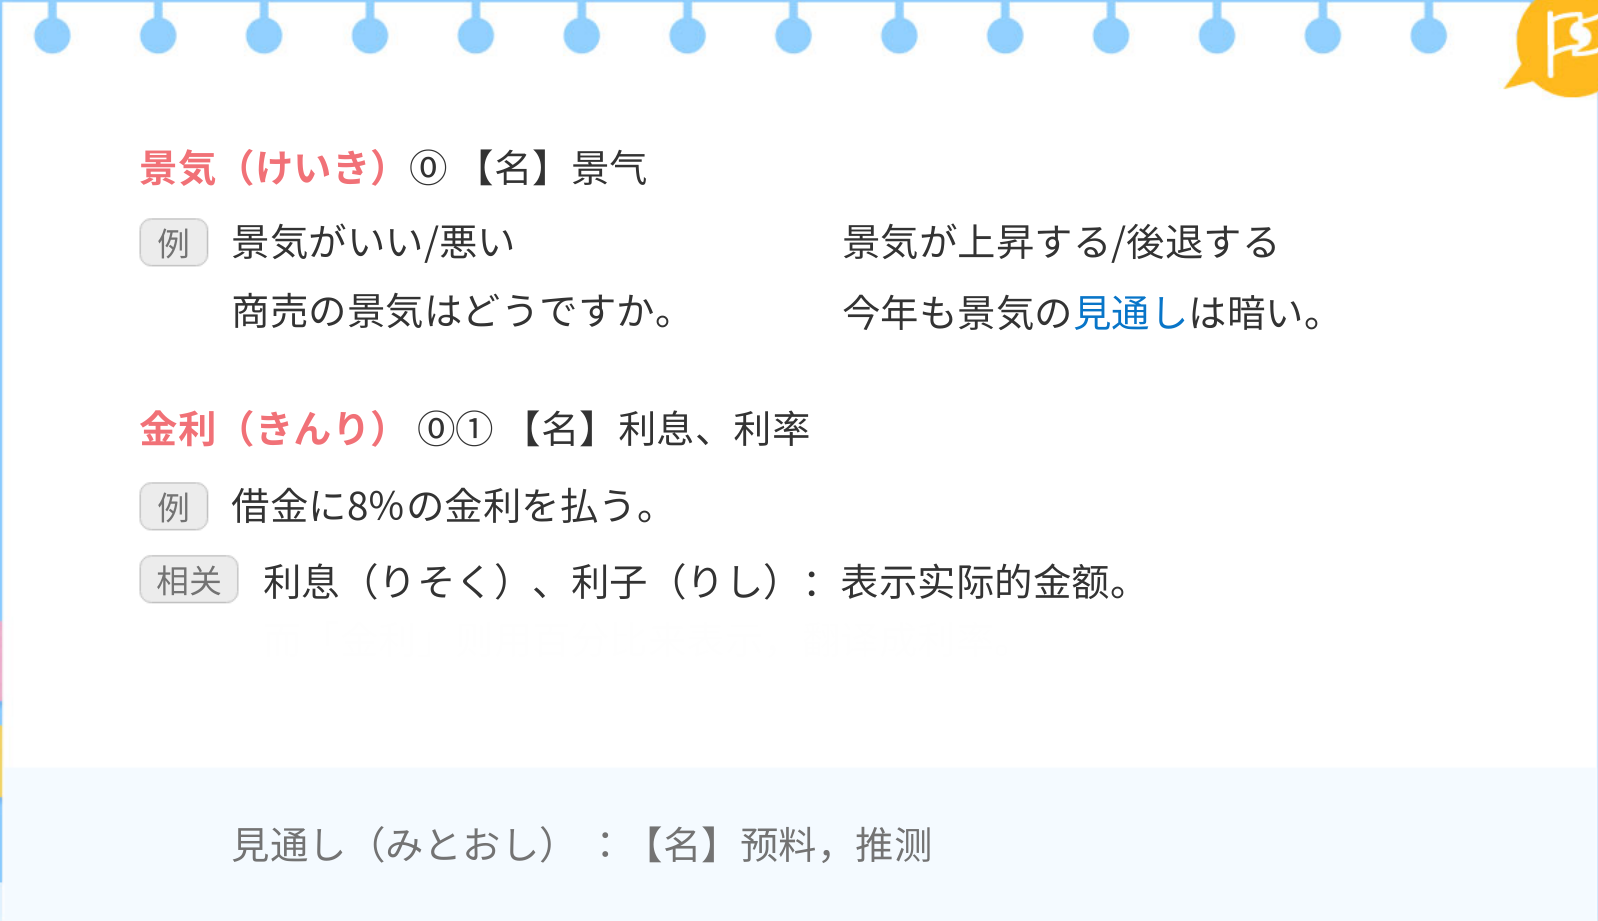 景気（けいき）⓪ 【名】景气
例 景気がいい/悪い 景気が上昇する/後退する
商売の景気はどうですか。 今年も景気の見通しは暗い。
金利（きんり） ⓪① 【名】利息、利率
例 借金に8%の金利を払う。
相关 利息（りそく）、利子（りし）：表示实际的金额。
見通し（みとおし） ：【名】预料，推测